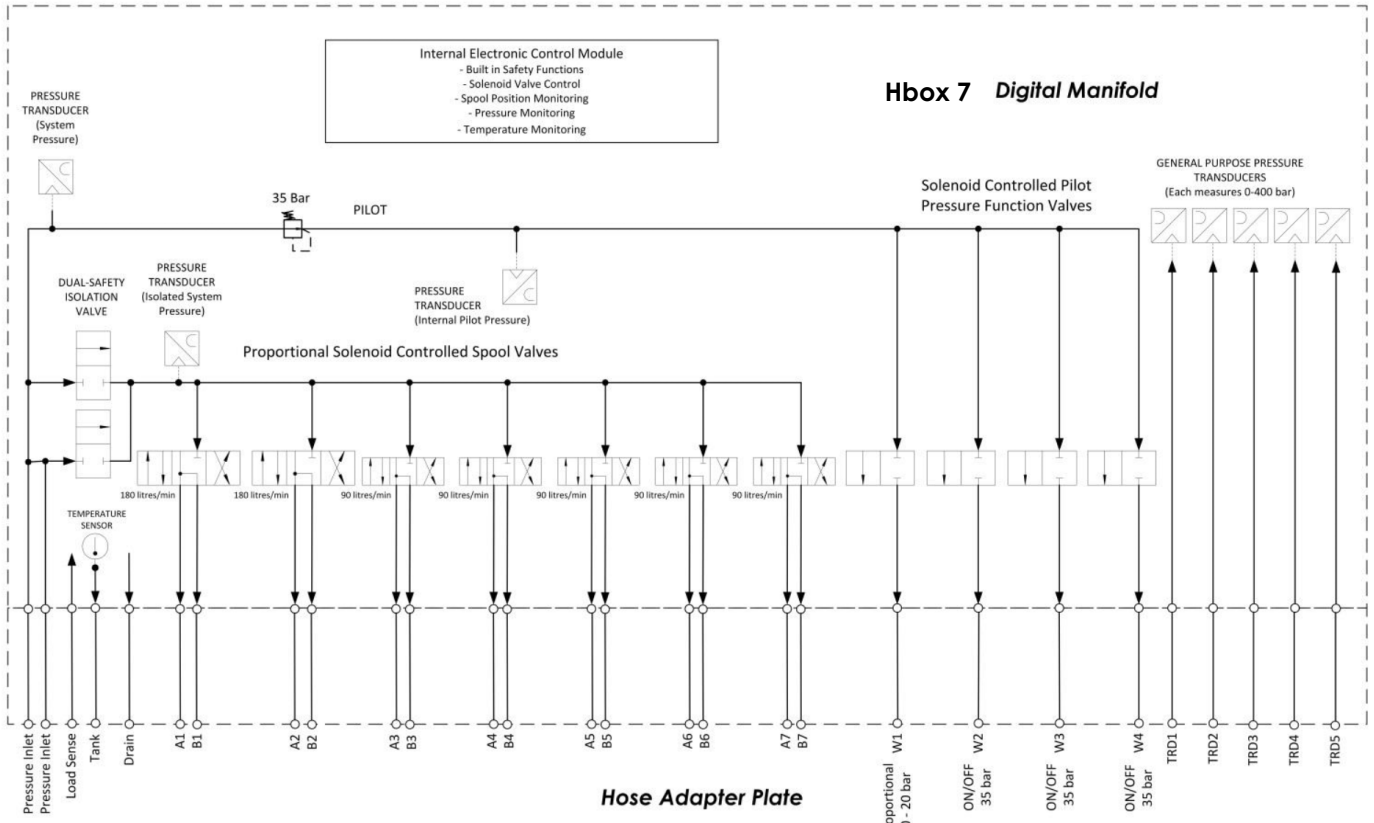 Internal Electronic Control Module
- Built in Safety Functions
- Solenoid Valve Control
- Spool Position Monitoring
- Pressure Monitoring
- Temperature Monitoring
Hbox 7 Digital Manifold
PRESSURE
TRANSDUCER
(System
Pressure)
GENERAL PURPOSE PRESSURE
TRANSDUCERS
(Each measures 0-400 bar)
Solenoid Controlled Pilot
Pressure Function Valves
35 Bar
PILOT
DUAL-SAFETY
ISOLATION
VALVE
PRESSURE
TRANSDUCER
(Isolated System
Pressure)
PRESSURE
TRANSDUCER
(Internal Pilot Pressure)
Proportional Solenoid Controlled Spool Valves
180 litres/min
180 litres/min
90 litres/min
90 litres/min
90 litres/min
90 litres/min
90 litres/min
TEMPERATURE
SENSOR
Pressure Inlet
Pressure Inlet
Load Sense
Tank
Drain
A1
B1
A2
B2
A3
B3
A4
B4
A5
B5
A6
B6
A7
B7
W1
W2
ON/OFF
35 bar
W3
ON/OFF
35 bar
W4
ON/OFF
35 bar
TRD1
TRD2
TRD3
TRD4
TRD5
- 20 bar
Hose Adapter Plate